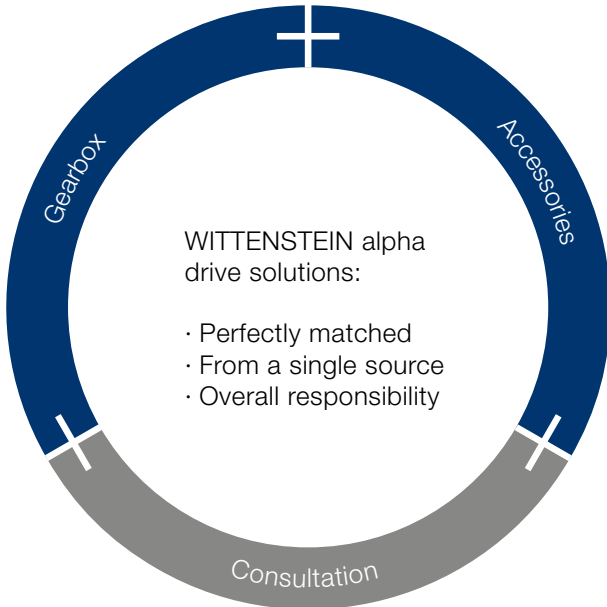 Gearbox
Accessories
WITTENSTEIN alpha
drive solutions:
· Perfectly matched
· From a single source
· Overall responsibility
Consultation